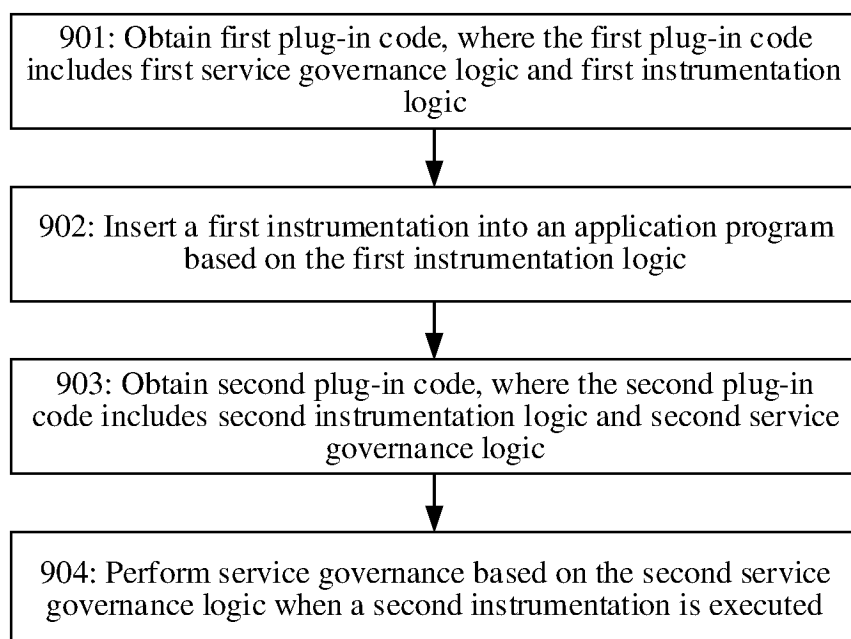 901: Obtain first plug-in code, where the first plug-in code
includes first service governance logic and first instrumentation
logic
902: Insert a first instrumentation into an application program
based on the first instrumentation logic
903: Obtain second plug-in code, where the second plug-in
code includes second instrumentation logic and second service
governance logic
904: Perform service governance based on the second service
governance logic when a second instrumentation is executed